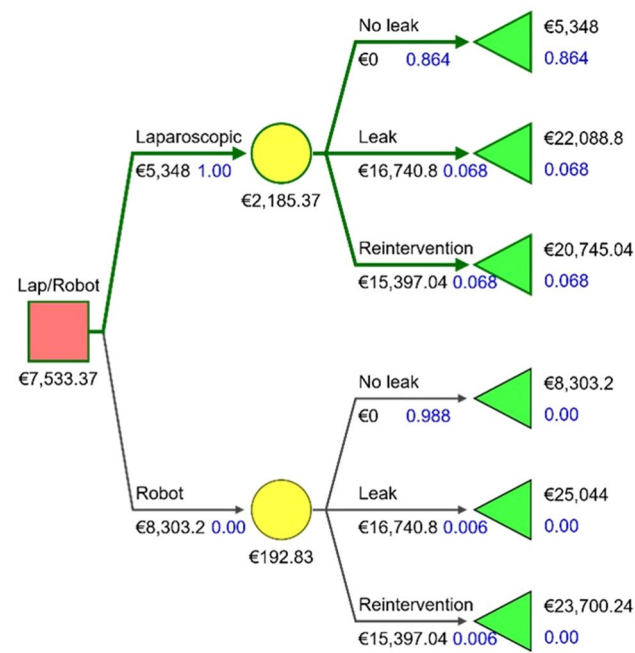 No leak
€0 0.864
€5,348
0.864
Laparoscopic
€5,348 1.00
€2,185.37
Leak
€16,740.8 0.068
€22,088.8
0.068
Reintervention
€15,397.04 0.068
€20,745.04
0.068
Lap/Robot
€7,533.37
No leak
€0 0.988
€8,303.2
0.00
Robot
€8,303.2 0.00
€192.83
Leak
€16,740.8 0.006
€25,044
0.00
Reintervention
€15,397.04 0.006
€23,700.24
0.00